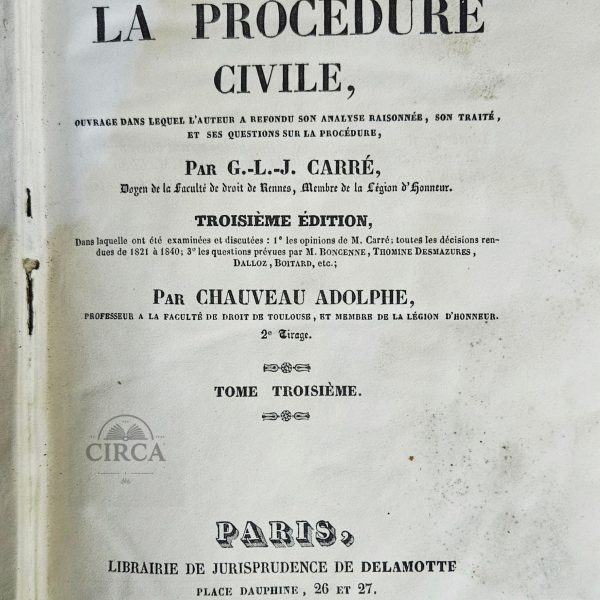 LA PROCÉDURE
CIVILE,
OUVRAGE DANS LEQUEL L'AUTEUR A REFONDU SON ANALYSE RAISONNÉE, SON TRAITÉ,
ET SES QUESTIONS SUR LA PROCÉDURE,
PAR G.-L.-J. CARRÉ,
Doyen de la Faculté de droit de Rennes, Membre de la Légion d'Honneur.
TROISIÈME ÉDITION,
Dans laquelle ont été examinées et discutées : 1° les opinions de M. Carré; toutes les décisions ren-
dues de 1821 à 1840; 3° les questions prévues par M. BONCENNE, THOMINE DESMAZURES,
DALLOZ, BOITARD, etc.;
PAR CHAUVEAU ADOLPHE,
PROFESSEUR A LA FACULTÉ DE DROIT DE TOULOUSE, ET MEMBRE DE LA LÉGION D'HONNEUR.
2e Tirage.
TOME TROISIÈME.
CIRCA
PARIS,
LIBRAIRIE DE JURISPRUDENCE DE DELAMOTTE
PLACE DAUPHINE, 26 ET 27.